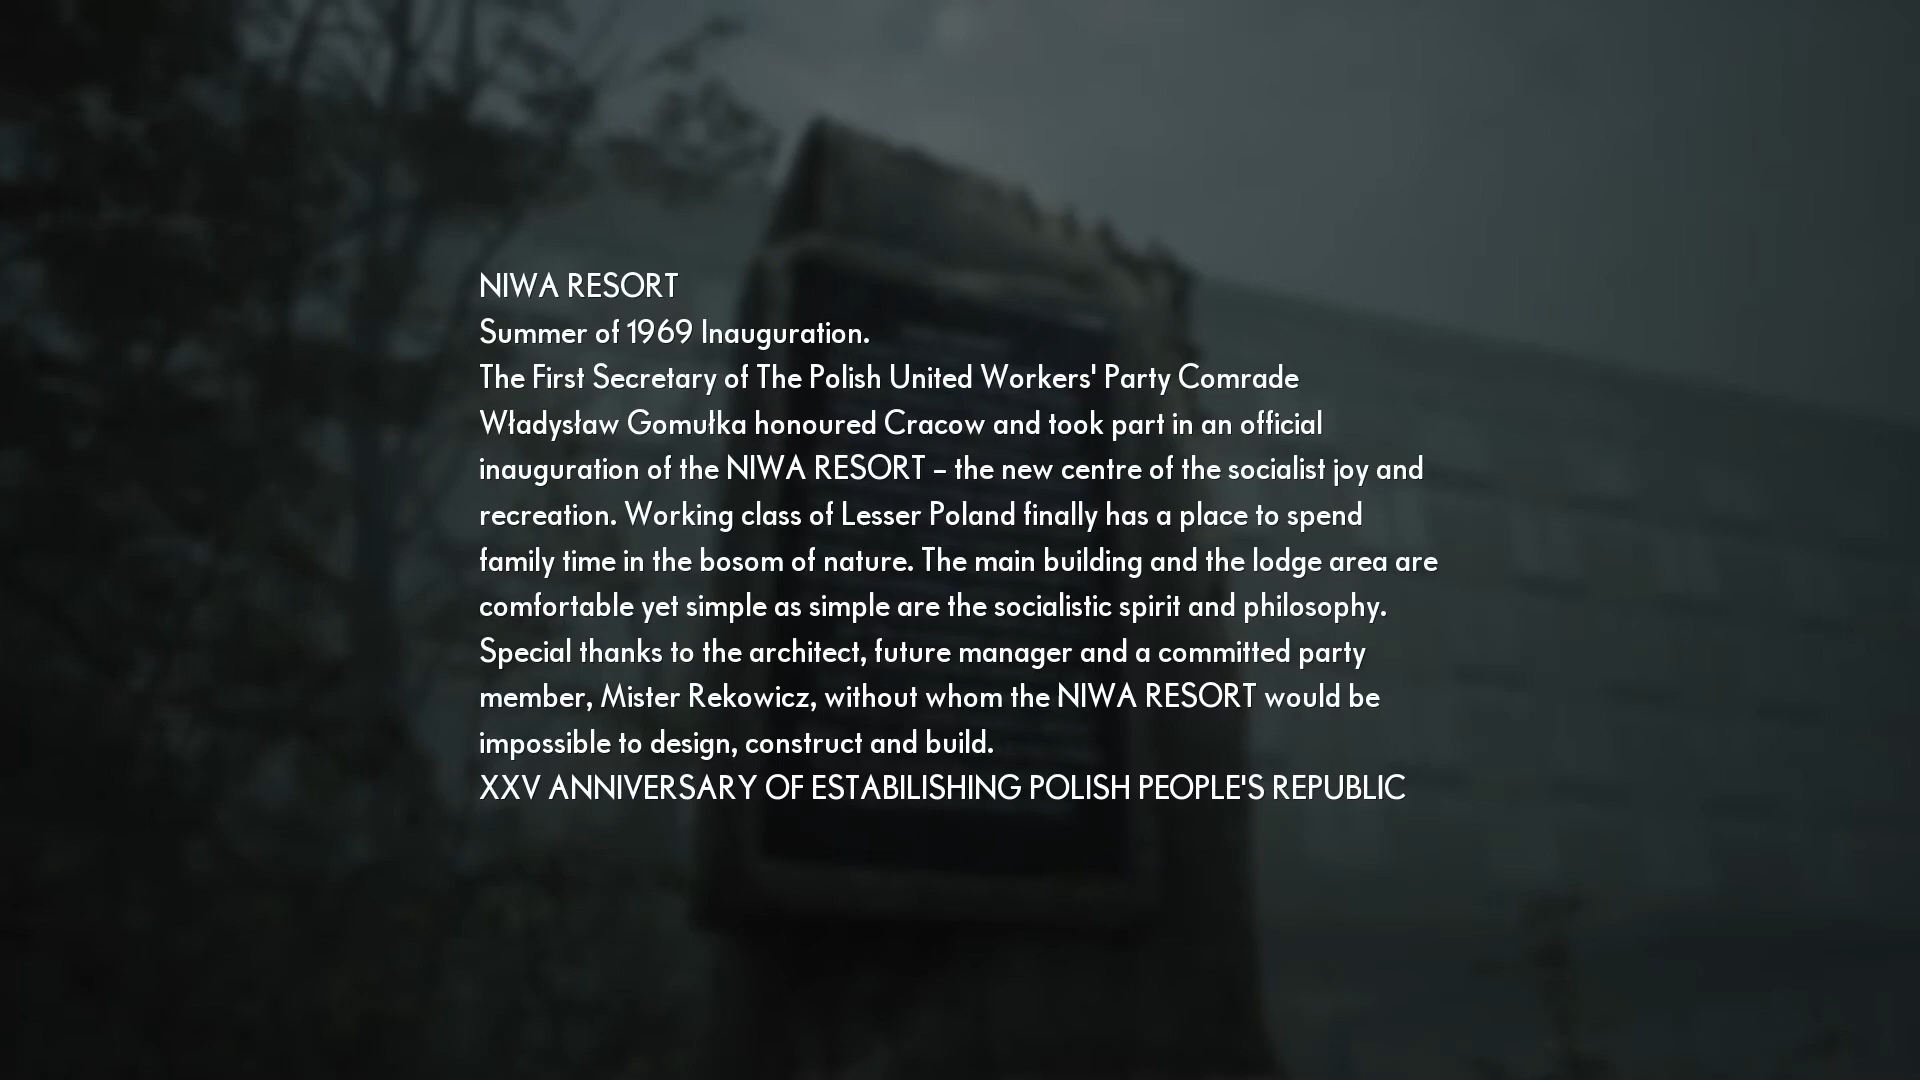 NIWA RESORT
Summer of 1969 Inauguration.
The First Secretary of The Polish United Workers' Party Comrade
Władysław Gomułka honoured Cracow and took part in an official
inauguration of the NIWA RESORT – the new centre of the socialist joy and
recreation. Working class of Lesser Poland finally has a place to spend
family time in the bosom of nature. The main building and the lodge area are
comfortable yet simple as simple are the socialistic spirit and philosophy.
Special thanks to the architect, future manager and a committed party
member, Mister Rekowicz, without whom the NIWA RESORT would be
impossible to design, construct and build.
XXV ANNIVERSARY OF ESTABILISHING POLISH PEOPLE'S REPUBLIC